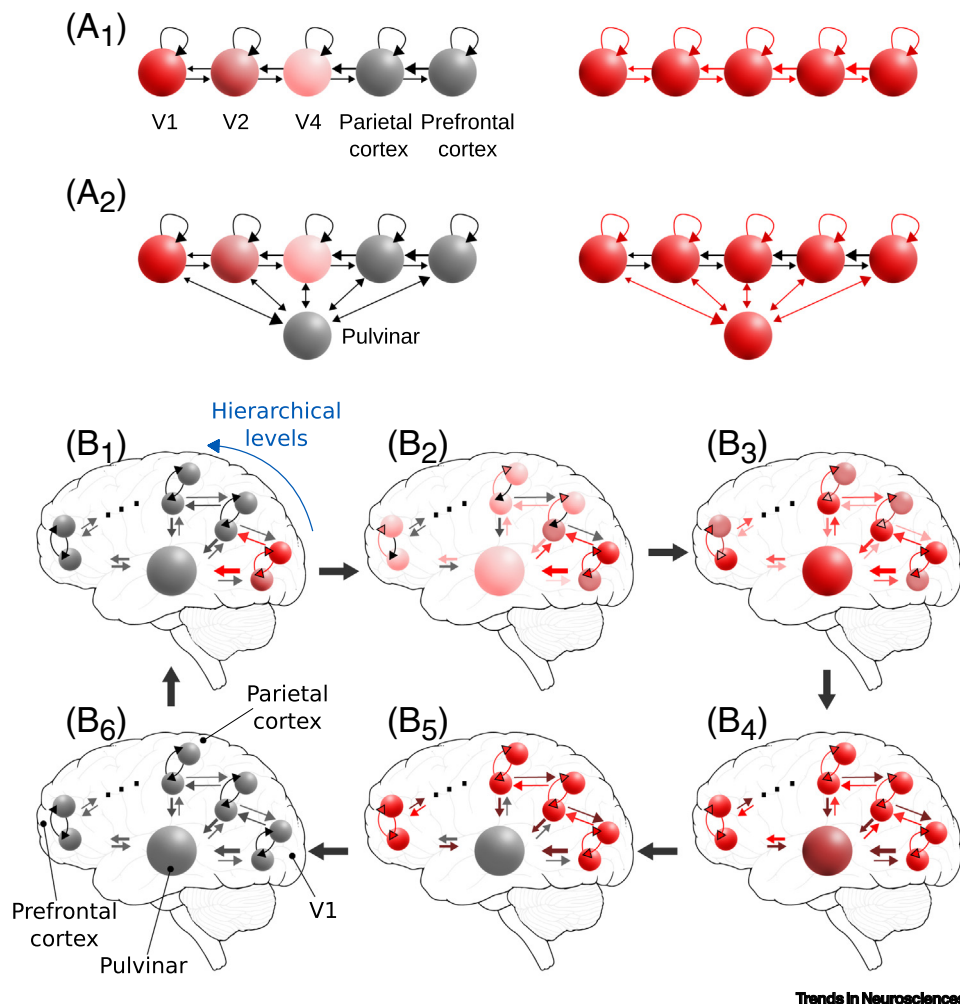 (A1)
V1
V2
V4
Parietal
cortex
Prefrontal
cortex
(A2)
Pulvinar
Hierarchical
levels
(B1)
(B2)
(B3)
Parietal
cortex
(B6)
(B5)
(B4)
Prefrontal
cortex
V1
Pulvinar
Trends in Neurosciences